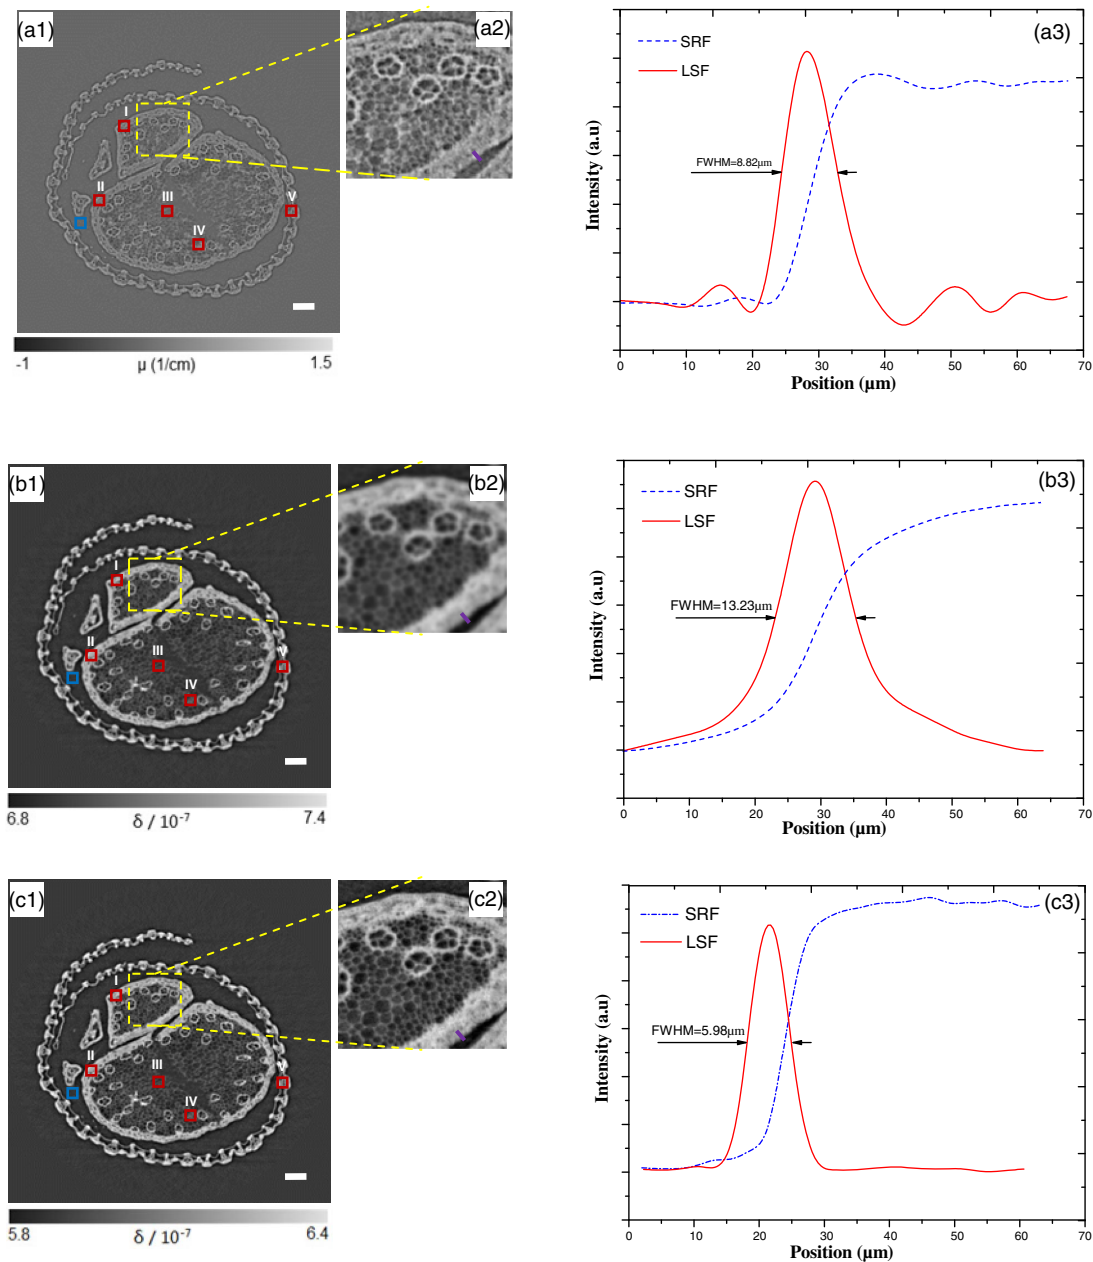 (a1)
(a2)
I
II
III
IV
V
-1
µ (1/cm)
1.5
(a3)
SRF
LSF
FWHM=8.82µm
Intensity (a.u)
0 10 20 30 40 50 60 70
Position (µm)
(b1)
(b2)
I
II
III
IV
V
6.8
δ / 10⁻⁷
7.4
(b3)
SRF
LSF
FWHM=13.23µm
Intensity (a.u)
0 10 20 30 40 50 60 70
Position (µm)
(c1)
(c2)
I
II
III
IV
V
5.8
δ / 10⁻⁷
6.4
(c3)
SRF
LSF
FWHM=5.98µm
Intensity (a.u)
0 10 20 30 40 50 60 70
Position (µm)